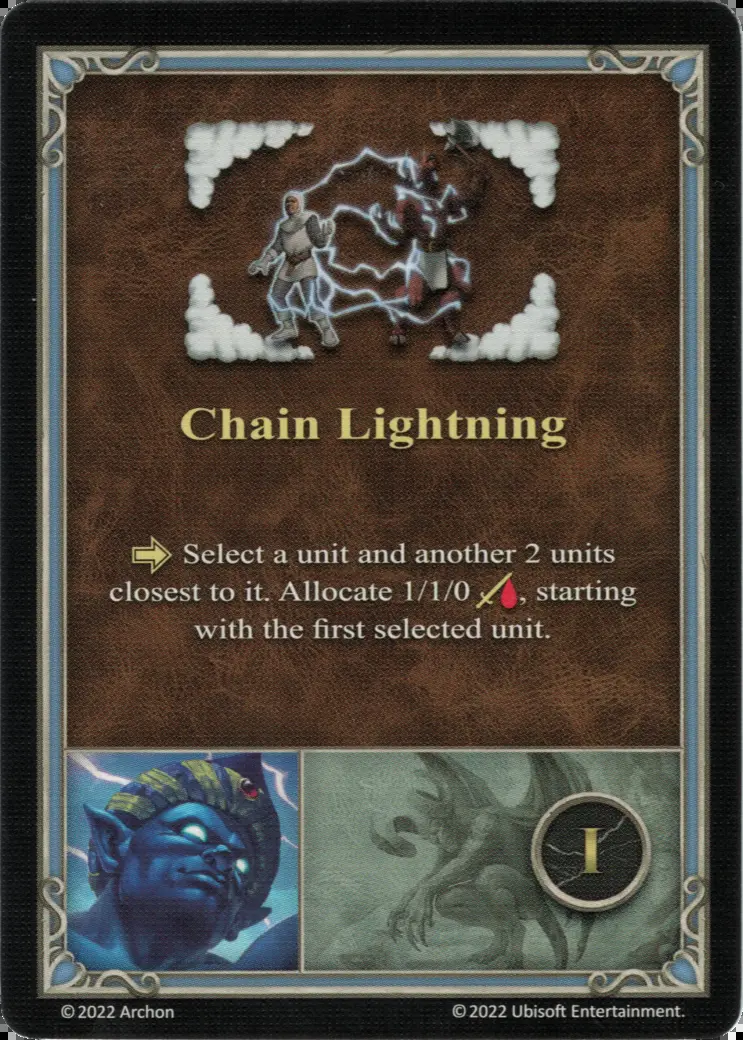 Chain Lightning
Select a unit and another 2 units
closest to it. Allocate 1/1/0 , starting
with the first selected unit.
I
© 2022 Archon
© 2022 Ubisoft Entertainment.